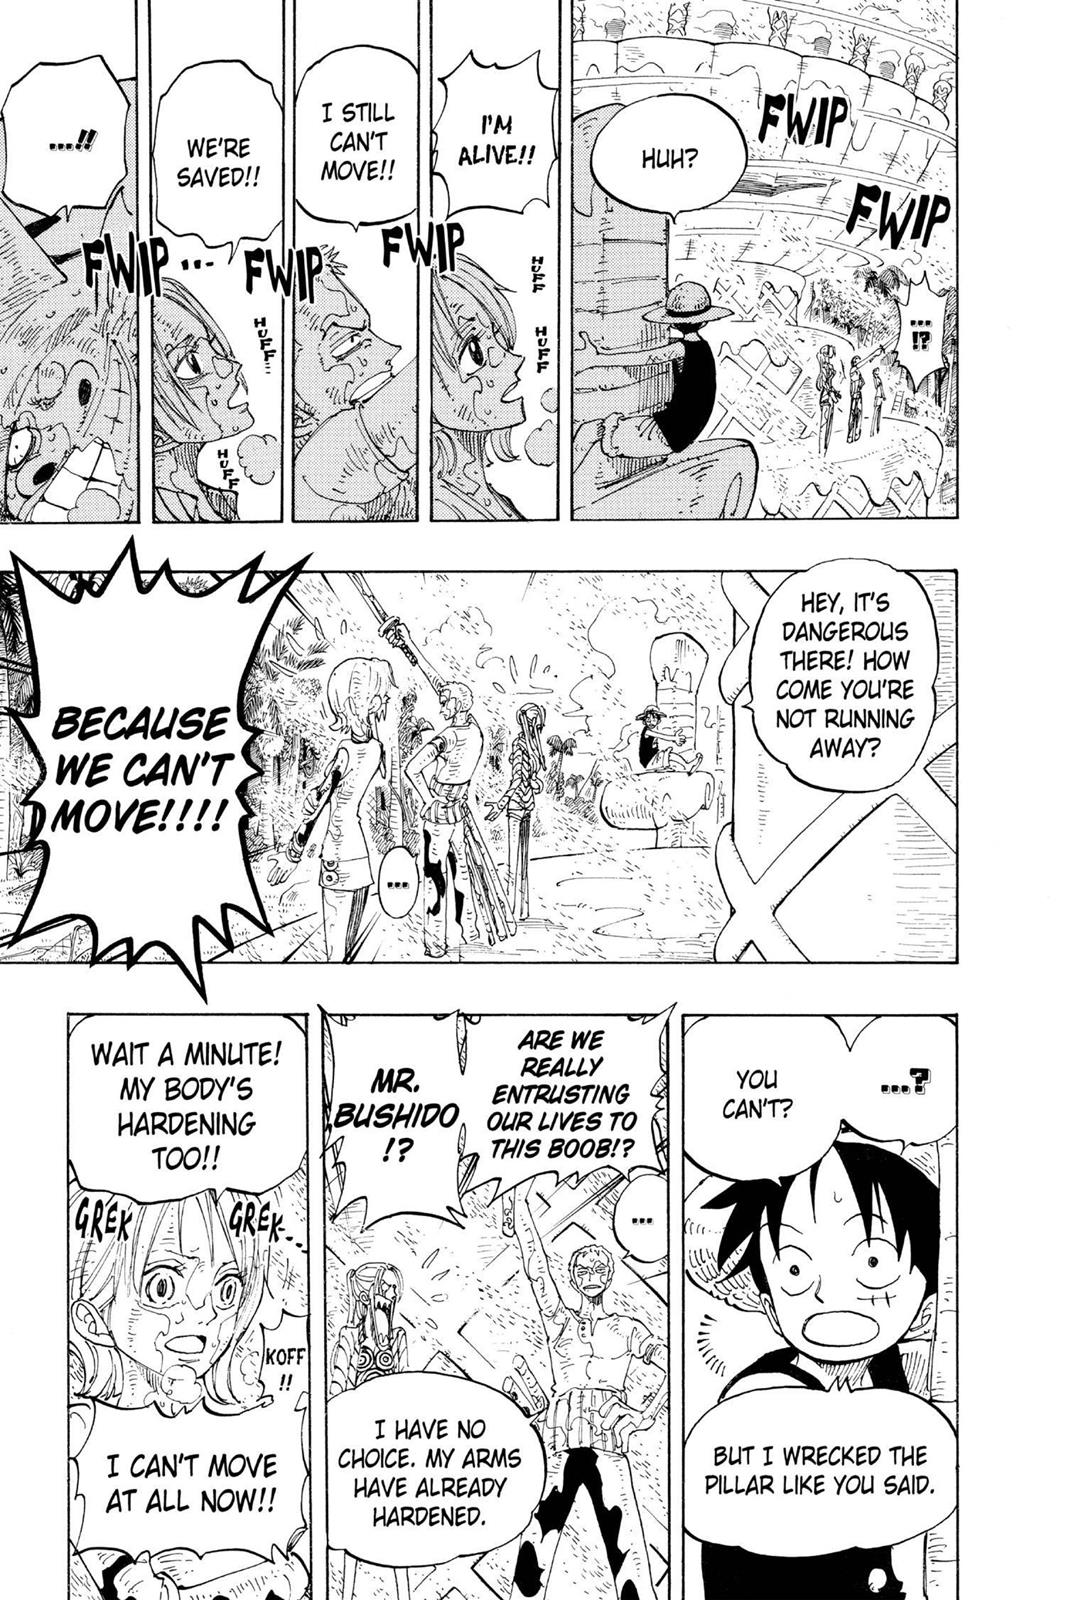 FWIP
HUH?
FWIP
...
!?
I'M
ALIVE!!
HUFF
HUFF
FWIP
I STILL
CAN'T
MOVE!!
FWIP
WE'RE
SAVED!!
HUFF...
HUFF
FWIP...
...!!
HEY, IT'S
DANGEROUS
THERE! HOW
COME YOU'RE
NOT RUNNING
AWAY?
...
BECAUSE
WE CAN'T
MOVE!!!!
...?
YOU
CAN'T?
BUT I WRECKED THE
PILLAR LIKE YOU SAID.
ARE WE
REALLY
ENTRUSTING
OUR LIVES TO
THIS BOOB!?
MR.
BUSHIDO
!?
...
I HAVE NO
CHOICE. MY ARMS
HAVE ALREADY
HARDENED.
WAIT A MINUTE!
MY BODY'S
HARDENING
TOO!!
GREK...
GREK
KOFF
!!
I CAN'T MOVE
AT ALL NOW!!